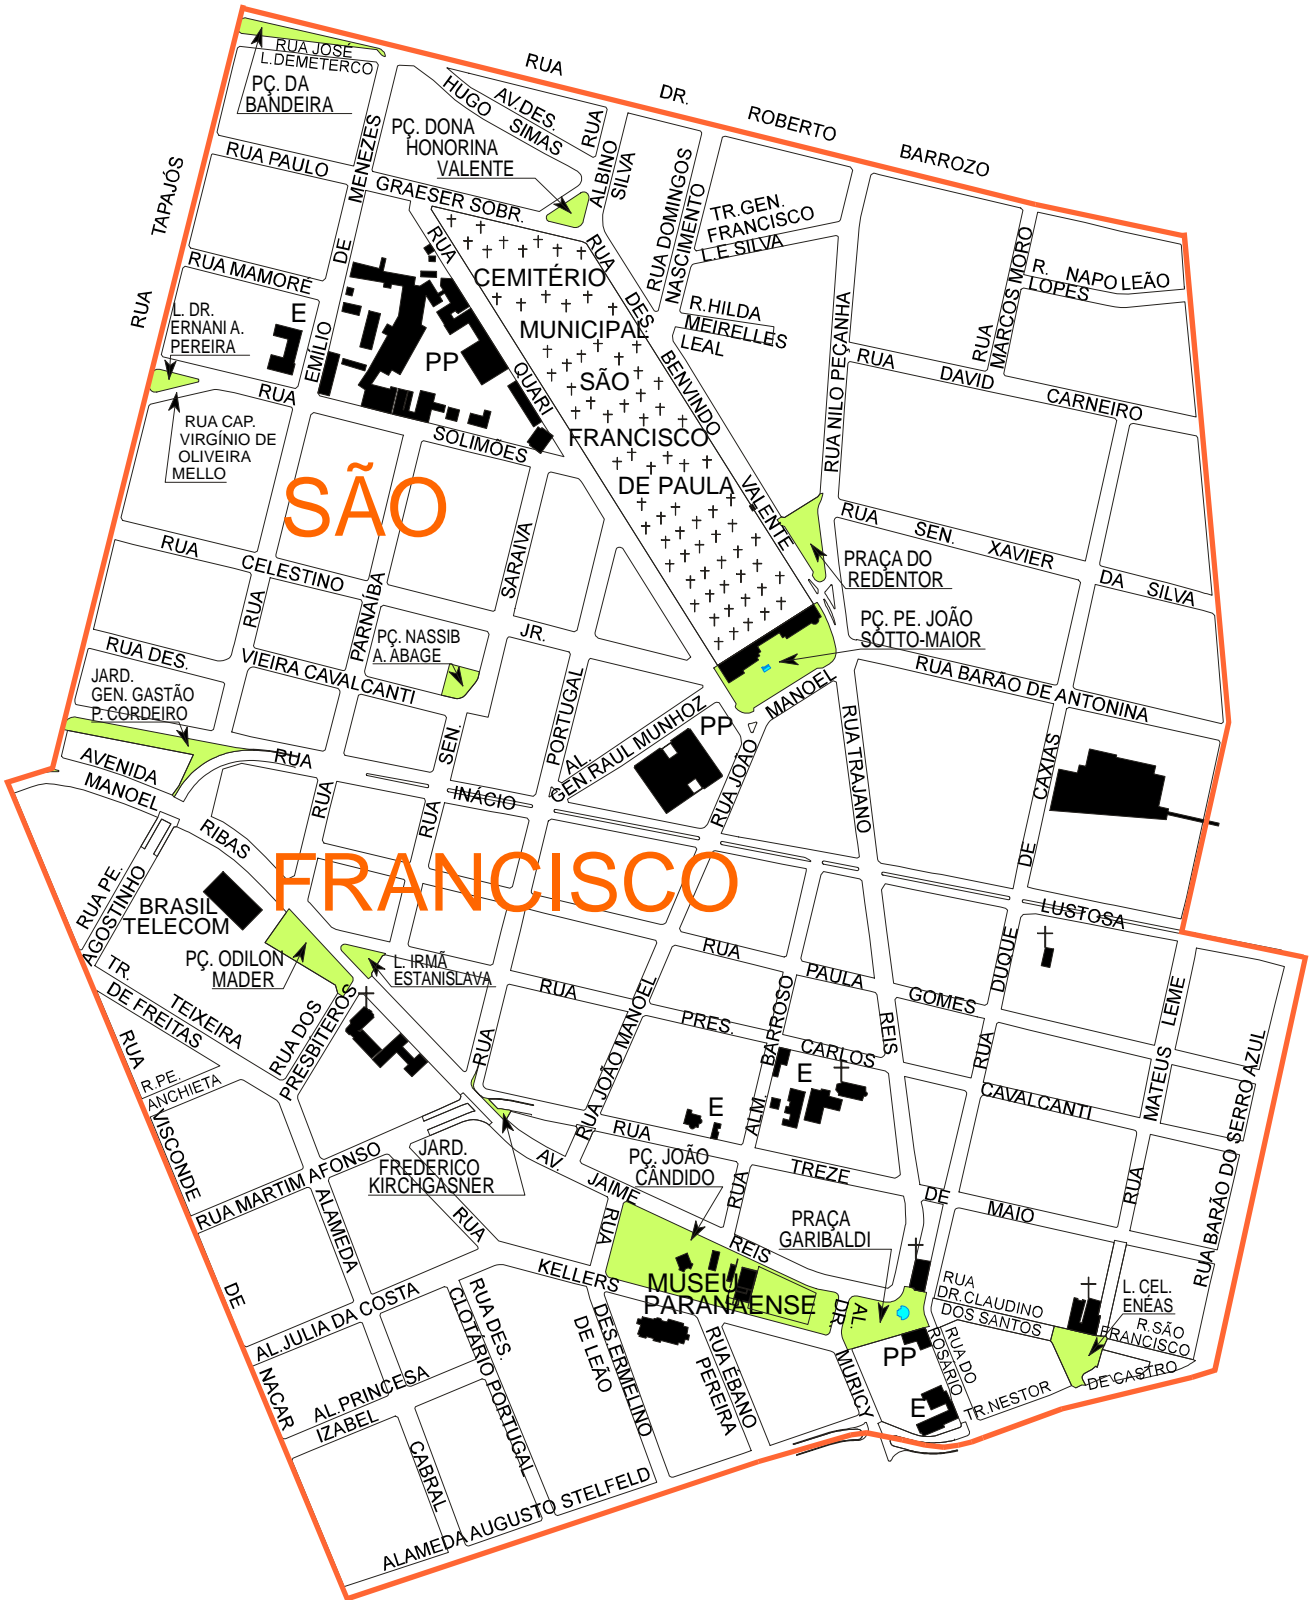 RUA DR. ROBERTO BARROZO
RUA JOSÉ
L.DEMETERCO
PÇ. DA
BANDEIRA
HUGO SIMAS
AV.DES.
RUA
ALBINO
SILVA
PÇ. DONA
HONORINA
VALENTE
RUA PAULO
GRAESER SOBR.
EMILIO DE MENEZES
RUA TAPAJÓS
RUA DOMINGOS
NASCIMENTO
TR.GEN.
FRANCISCO
L.E SILVA
R. NAPOLEÃO
LOPES
RUA
MARCOS MORO
RUA MAMORÉ
L. DR.
ERNANI A.
PEREIRA
E
PP
RUA QUARI
CEMITÉRIO
MUNICIPAL
SÃO
FRANCISCO
DE PAULA
RUA DES. BENVINDO VALENTE
R.HILDA
MEIRELLES
LEAL
RUA NILO PEÇANHA
RUA DAVID CARNEIRO
RUA SOLIMÕES
RUA CAP.
VIRGÍNIO DE
OLIVEIRA
MELLO
SÃO
RUA SEN. XAVIER DA SILVA
PRAÇA DO
REDENTOR
PÇ. PE. JOÃO
SOTTO-MAIOR
RUA CELESTINO JR.
RUA PARNAÍBA
RUA SEN. SARAIVA
PÇ. NASSIB
A. ABAGE
RUA DES. VIEIRA CAVALCANTI
RUA BARÃO DE ANTONINA
JARD.
GEN. GASTÃO
P. CORDEIRO
RUA PORTUGAL
AL.
GEN.RAUL MUNHOZ
PP
RUA JOÃO MANOEL
RUA TRAJANO REIS
RUA DUQUE DE CAXIAS
AVENIDA
MANOEL RIBAS
RUA INÁCIO LUSTOSA
RUA
FRANCISCO
RUA PE.
AGOSTINHO
BRASIL
TELECOM
PÇ. ODILON
MADER
L. IRMÃ
ESTANISLAVA
RUA PAULA GOMES
RUA PRES. CARLOS CAVALCANTI
RUA JOÃO MANOEL
RUA ALM. BARROSO
TR. TEIXEIRA
DE FREITAS
RUA DOS
PRESBÍTEROS
R.PE.
ANCHIETA
RUA VISCONDE DE NACAR
RUA MATEUS LEME
RUA BARÃO DO SERRO AZUL
E
E
RUA TREZE DE MAIO
JARD.
FREDERICO
KIRCHGASNER
PÇ. JOÃO
CÂNDIDO
PRAÇA
GARIBALDI
AV. JAIME REIS
RUA MARTIM AFONSO
ALAMEDA CABRAL
RUA KELLERS
MUSEU
PARANAENSE
AL. DR. MURICY
RUA
DR.CLAUDINO
DOS SANTOS
L. CEL.
ENÉAS
R.SÃO
FRANCISCO
AL.JULIA DA COSTA
RUA DES.
CLOTÁRIO PORTUGAL
DES.ERMELINO
DE LEÃO
RUA ÉBANO
PEREIRA
PP
RUA DO
ROSÁRIO
E
TR.NESTOR DE CASTRO
AL.PRINCESA
IZABEL
ALAMEDA AUGUSTO STELFELD